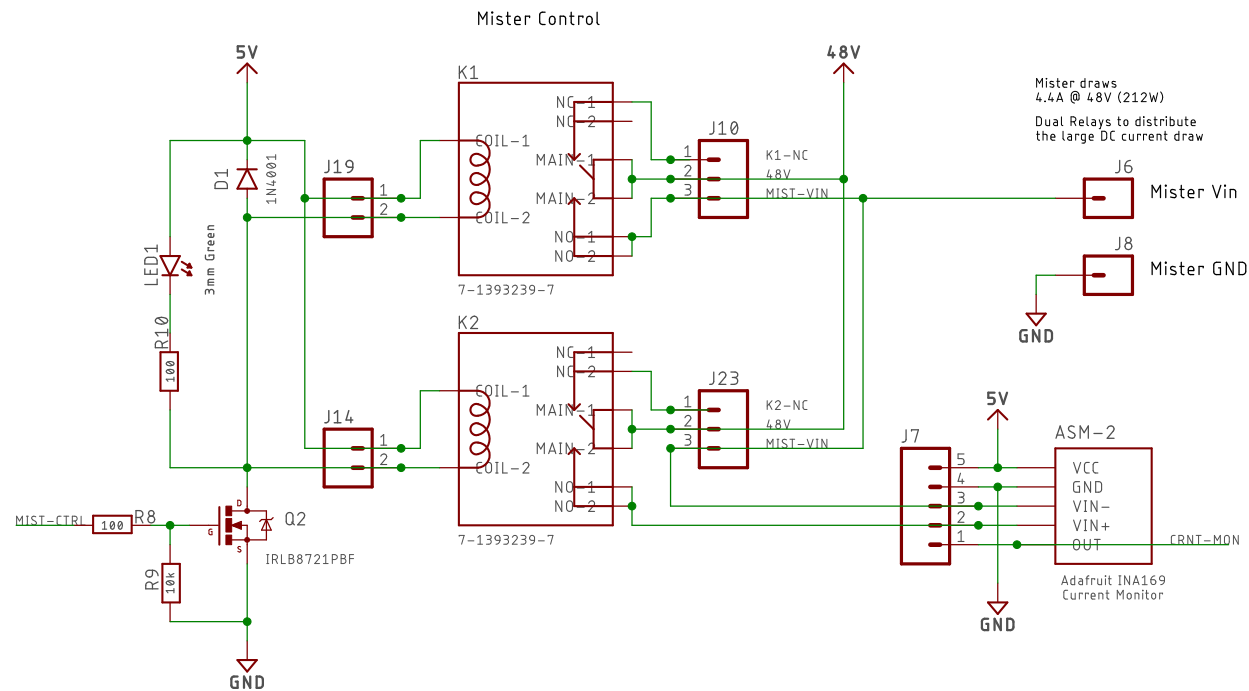 Mister Control
5V
K1
48V
Mister draws
4.4A @ 48V (212W)
Dual Relays to distribute
the large DC current draw
NC-1
NC-2
COIL-1
MAIN-1
MAIN-2
COIL-2
NO-1
NO-2
7-1393239-7
D1
1N4001
J19
1
2
J10
1
2
3
K1-NC
48V
MIST-VIN
J6
Mister Vin
J8
Mister GND
GND
LED1
3mm Green
R10
100
K2
NC-1
NC-2
COIL-1
MAIN-1
MAIN-2
COIL-2
NO-1
NO-2
7-1393239-7
J14
1
2
J23
1
2
3
K2-NC
48V
MIST-VIN
5V
J7
5
4
3
2
1
ASM-2
VCC
GND
VIN-
VIN+
OUT
CRNT-MON
Adafruit INA169
Current Monitor
GND
MIST-CTRL
100
R8
D
G
S
Q2
IRLB8721PBF
R9
10k
GND